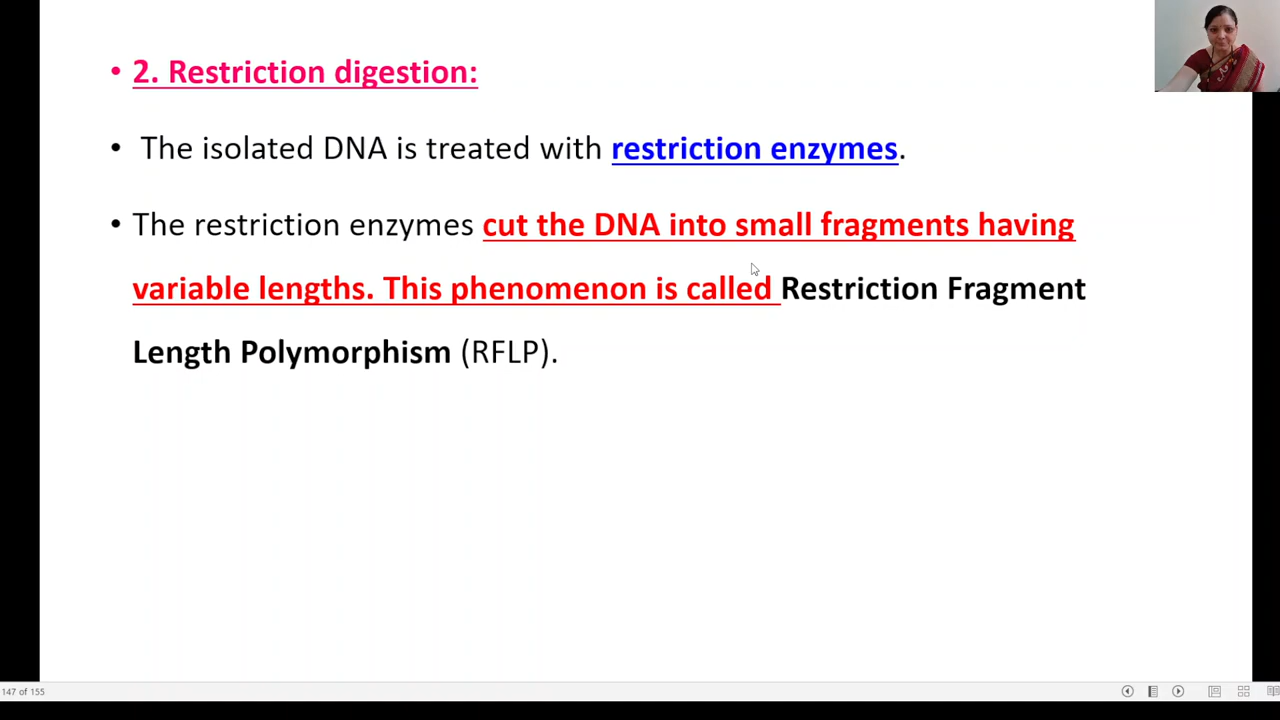 • 2. Restriction digestion:
• The isolated DNA is treated with restriction enzymes.
• The restriction enzymes cut the DNA into small fragments having
variable lengths. This phenomenon is called Restriction Fragment
Length Polymorphism (RFLP).
147 of 155